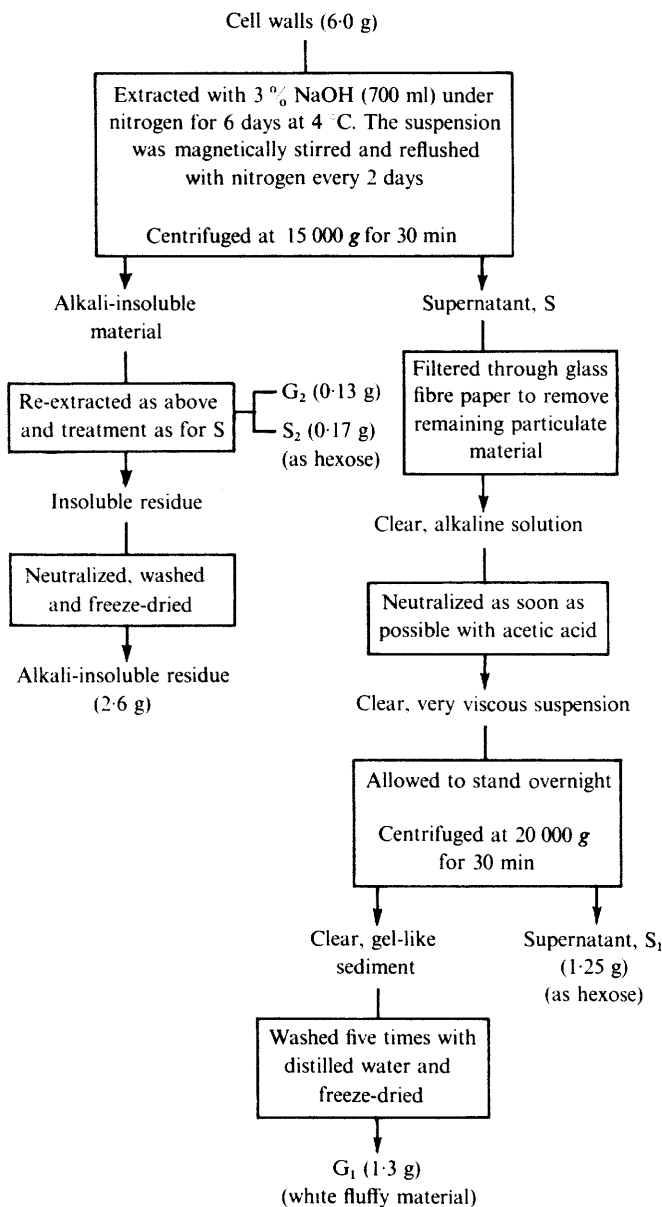 Cell walls (6·0 g)
Extracted with 3 % NaOH (700 ml) under
nitrogen for 6 days at 4 °C. The suspension
was magnetically stirred and reflushed
with nitrogen every 2 days
Centrifuged at 15 000 g for 30 min
Alkali-insoluble
material
Re-extracted as above
and treatment as for S
G₂ (0·13 g)
S₂ (0·17 g)
(as hexose)
Insoluble residue
Neutralized, washed
and freeze-dried
Alkali-insoluble residue
(2·6 g)
Supernatant, S
Filtered through glass
fibre paper to remove
remaining particulate
material
Clear, alkaline solution
Neutralized as soon as
possible with acetic acid
Clear, very viscous suspension
Allowed to stand overnight
Centrifuged at 20 000 g
for 30 min
Clear, gel-like
sediment
Supernatant, S₁
(1·25 g)
(as hexose)
Washed five times with
distilled water and
freeze-dried
G₁ (1·3 g)
(white fluffy material)